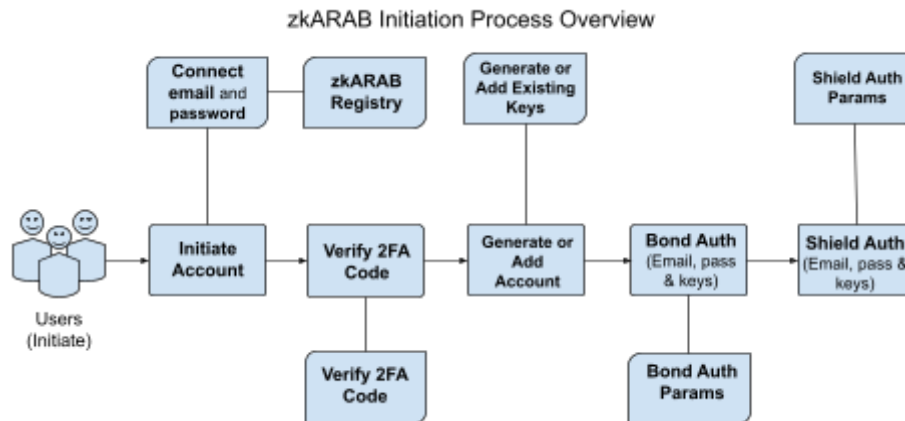 zkARAB Initiation Process Overview
Connect
email and
password
zkARAB
Registry
Generate or
Add Existing
Keys
Shield Auth
Params
Initiate
Account
Verify 2FA
Code
Generate or
Add
Account
Bond Auth
(Email, pass
& keys)
Shield Auth
(Email, pass &
keys)
Users
(Initiate)
Verify 2FA
Code
Bond Auth
Params